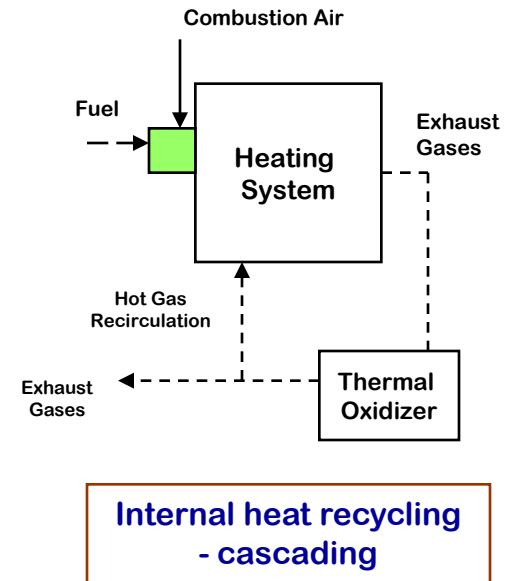 Combustion Air
Fuel
Exhaust
Gases
Heating
System
Hot Gas
Recirculation
Exhaust
Gases
Thermal
Oxidizer
Internal heat recycling
- cascading